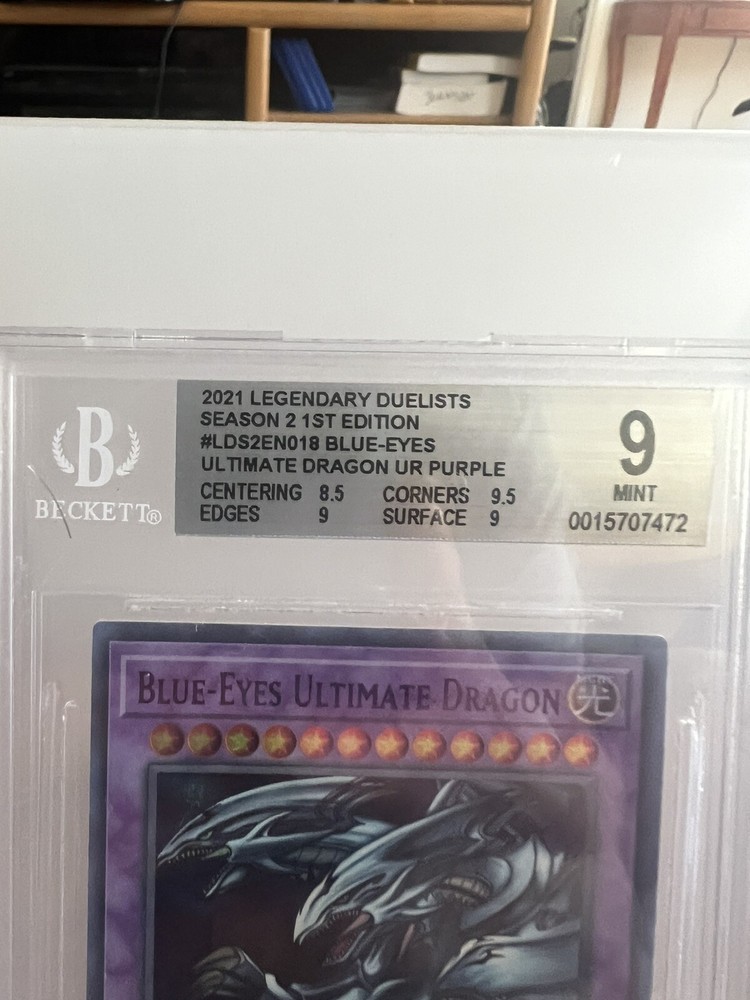 2021 LEGENDARY DUELISTS
SEASON 2 1ST EDITION
#LDS2EN018 BLUE-EYES
ULTIMATE DRAGON UR PURPLE
CENTERING 8.5 CORNERS 9.5
EDGES 9 SURFACE 9
9
MINT
0015707472
B
BECKETT®
BLUE-EYES ULTIMATE DRAGON
LIGHT
光